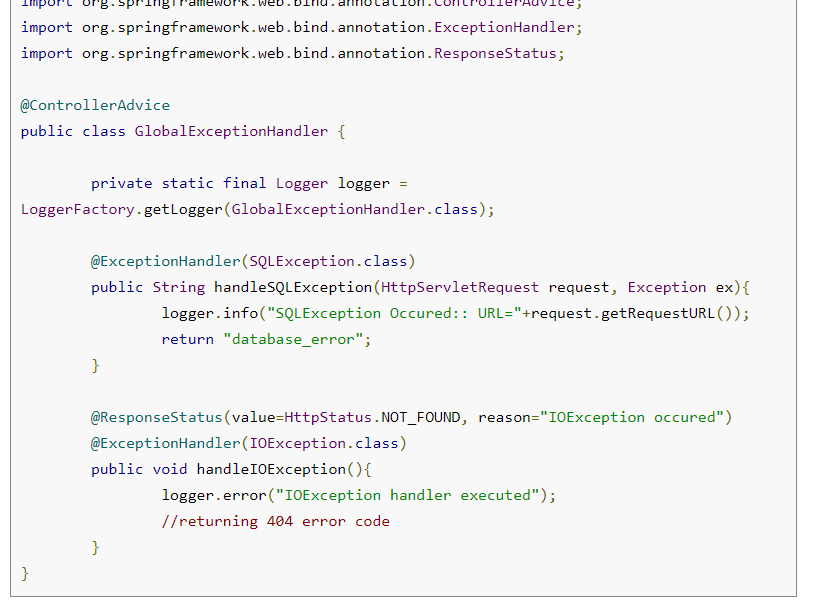 import org.springframework.web.bind.annotation.ControllerAdvice;
import org.springframework.web.bind.annotation.ExceptionHandler;
import org.springframework.web.bind.annotation.ResponseStatus;
@ControllerAdvice
public class GlobalExceptionHandler {
private static final Logger logger =
LoggerFactory.getLogger(GlobalExceptionHandler.class);
@ExceptionHandler(SQLException.class)
public String handleSQLException(HttpServletRequest request, Exception ex){
logger.info("SQLException Occured:: URL="+request.getRequestURL());
return "database_error";
}
@ResponseStatus(value=HttpStatus.NOT_FOUND, reason="IOException occured")
@ExceptionHandler(IOException.class)
public void handleIOException(){
logger.error("IOException handler executed");
//returning 404 error code
}
}